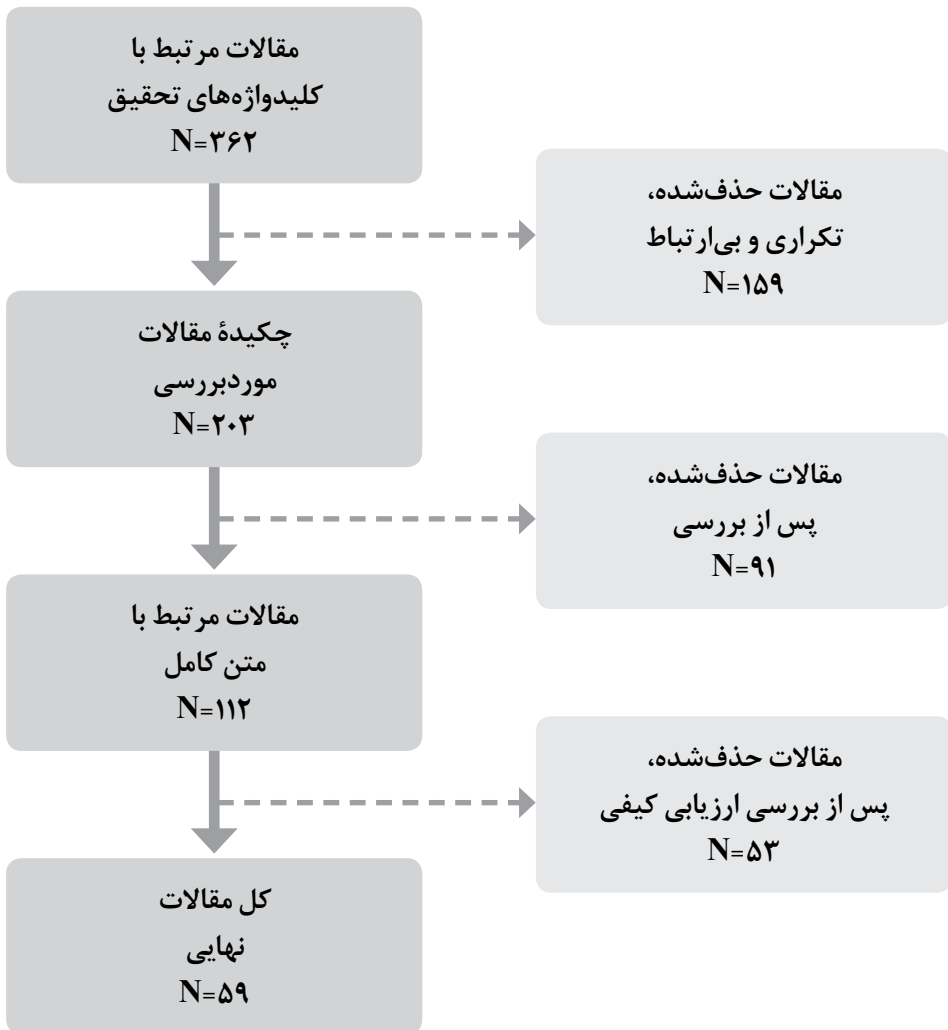 مقالات مرتبط با
کلیدواژه‌های تحقیق
N=۳۶۲
مقالات حذف‌شده،
تکراری و بی‌ارتباط
N=۱۵۹
چکیدهٔ مقالات
موردبررسی
N=۲۰۳
مقالات حذف‌شده،
پس از بررسی
N=۹۱
مقالات مرتبط با
متن کامل
N=۱۱۲
مقالات حذف‌شده،
پس از بررسی ارزیابی کیفی
N=۵۳
کل مقالات
نهایی
N=۵۹